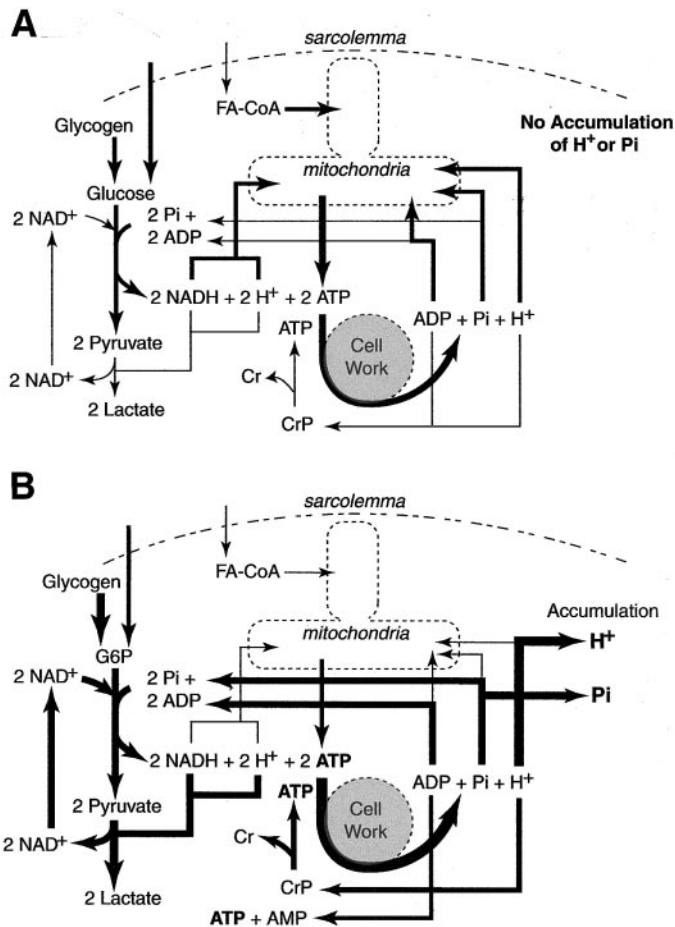 A
sarcolemma
FA-CoA
Glycogen
No Accumulation
of H+ or Pi
mitochondria
Glucose
2 NAD+
2 Pi +
2 ADP
2 NADH + 2 H+ + 2 ATP
ADP + Pi + H+
ATP
2 Pyruvate
Cell
Work
2 NAD+
Cr
2 Lactate
CrP
B
sarcolemma
FA-CoA
Glycogen
Accumulation
mitochondria
H+
G6P
2 NAD+
2 Pi +
Pi
2 ADP
2 NADH + 2 H+ + 2 ATP
ADP + Pi + H+
ATP
2 Pyruvate
Cell
Work
2 NAD+
Cr
2 Lactate
CrP
ATP + AMP